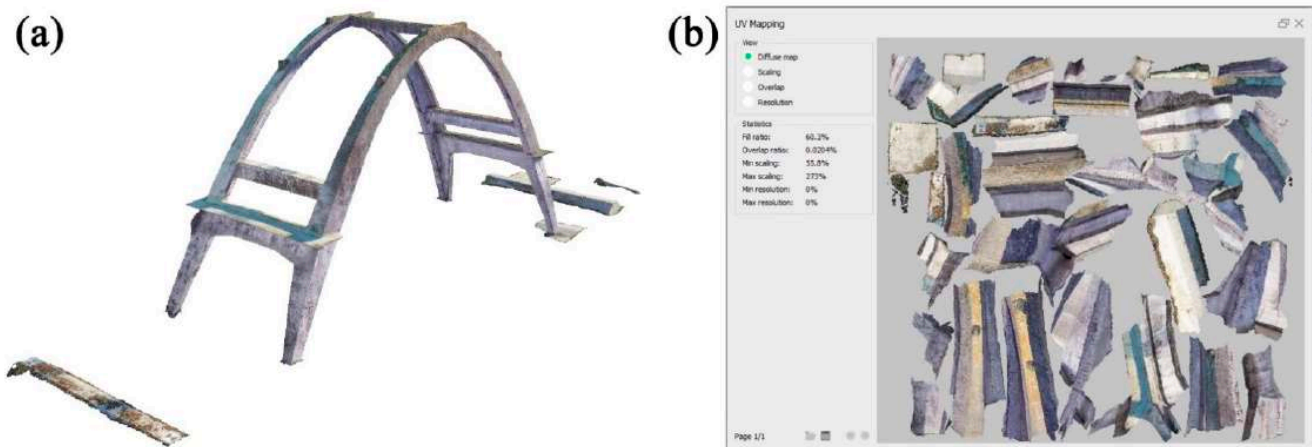 (a)
(b)
UV Mapping
View
Diffuse map
Scaling
Overlap
Resolution
Statistics
Fill ratio: 60.3%
Overlap ratio: 0.0204%
Min scaling: 55.8%
Max scaling: 273%
Min resolution: 0%
Max resolution: 0%
Page 1/1